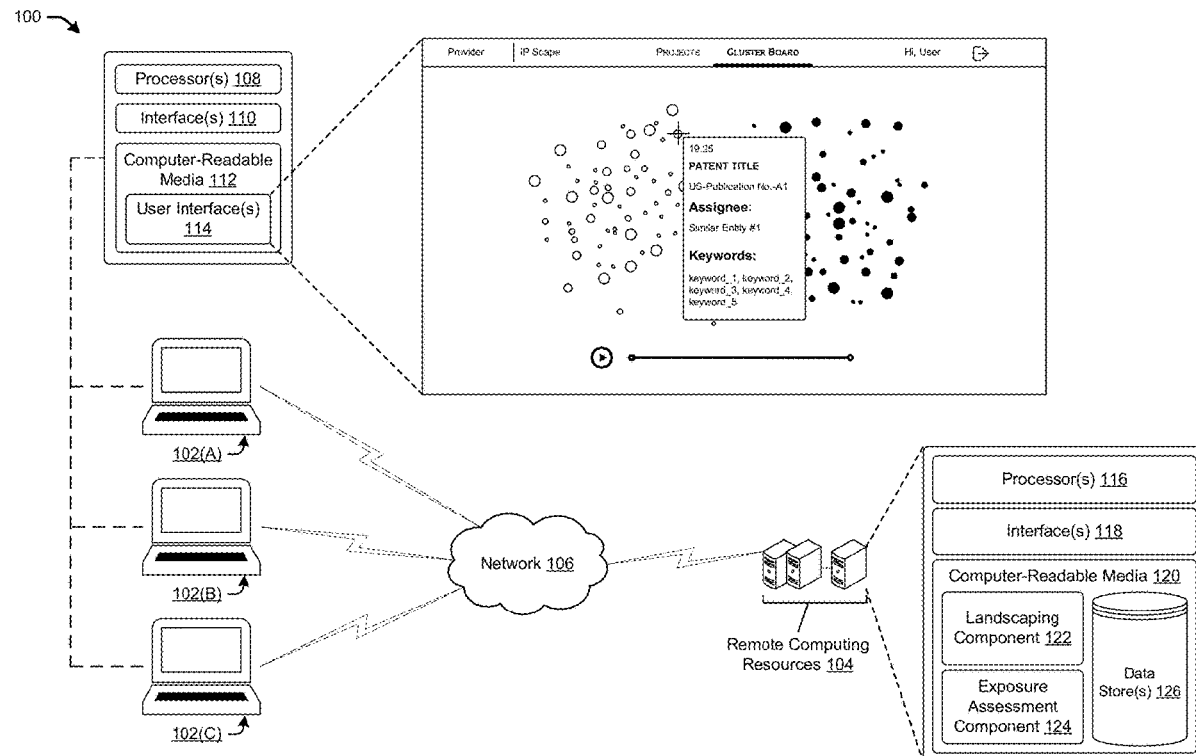 100
Processor(s) 108
Interface(s) 110
Computer-Readable
Media 112
User Interface(s)
114
Provider
IP Scape
PROJECTS
CLUSTER BOARD
Hi, User
19:25
PATENT TITLE
US-Publication No.-A1
Assignee:
Similar Entity #1
Keywords:
keyword_1, keyword_2,
keyword_3, keyword_4,
keyword_5
102(A)
102(B)
102(C)
Network 106
Remote Computing
Resources 104
Processor(s) 116
Interface(s) 118
Computer-Readable Media 120
Landscaping
Component 122
Exposure
Assessment
Component 124
Data
Store(s) 126